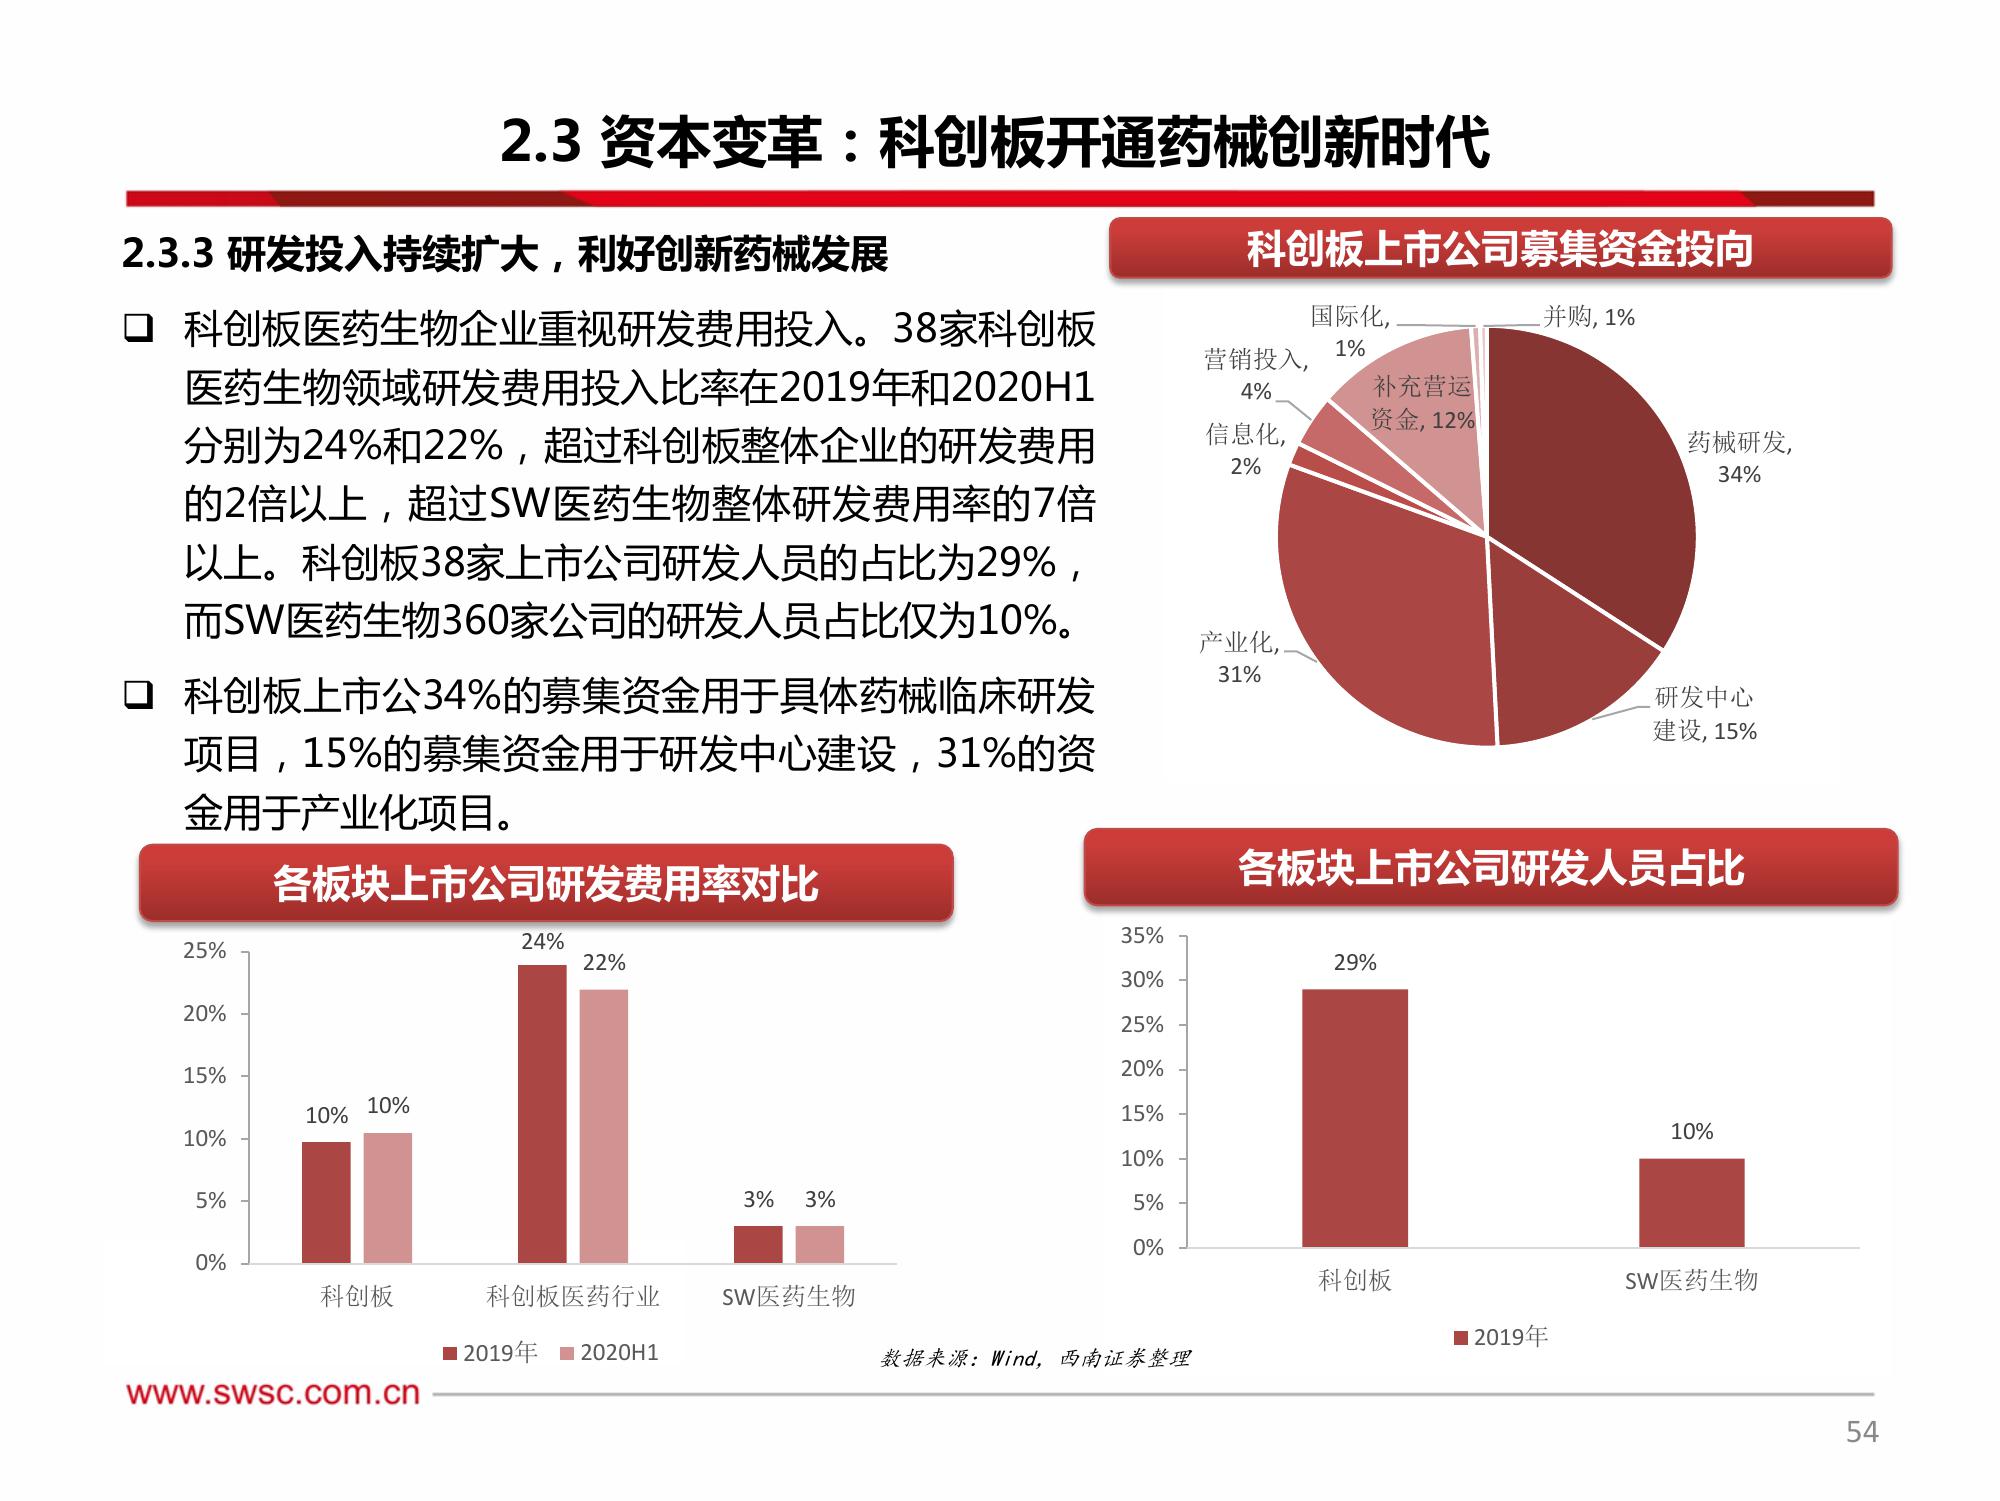 2.3 资本变革：科创板开通药械创新时代
2.3.3 研发投入持续扩大，利好创新药械发展
❑ 科创板医药生物企业重视研发费用投入。38家科创板
医药生物领域研发费用投入比率在2019年和2020H1
分别为24%和22%，超过科创板整体企业的研发费用
的2倍以上，超过SW医药生物整体研发费用率的7倍
以上。科创板38家上市公司研发人员的占比为29%，
而SW医药生物360家公司的研发人员占比仅为10%。
❑ 科创板上市公34%的募集资金用于具体药械临床研发
项目，15%的募集资金用于研发中心建设，31%的资
金用于产业化项目。
科创板上市公司募集资金投向
国际化,
1%
并购, 1%
营销投入,
4%
补充营运
资金, 12%
信息化,
2%
药械研发,
34%
产业化,
31%
研发中心
建设, 15%
各板块上市公司研发费用率对比
25%
20%
15%
10%
5%
0%
10%
10%
24%
22%
3%
3%
科创板
科创板医药行业
SW医药生物
2019年
2020H1
各板块上市公司研发人员占比
35%
30%
25%
20%
15%
10%
5%
0%
29%
10%
科创板
SW医药生物
2019年
数据来源：Wind，西南证券整理
www.swsc.com.cn
54